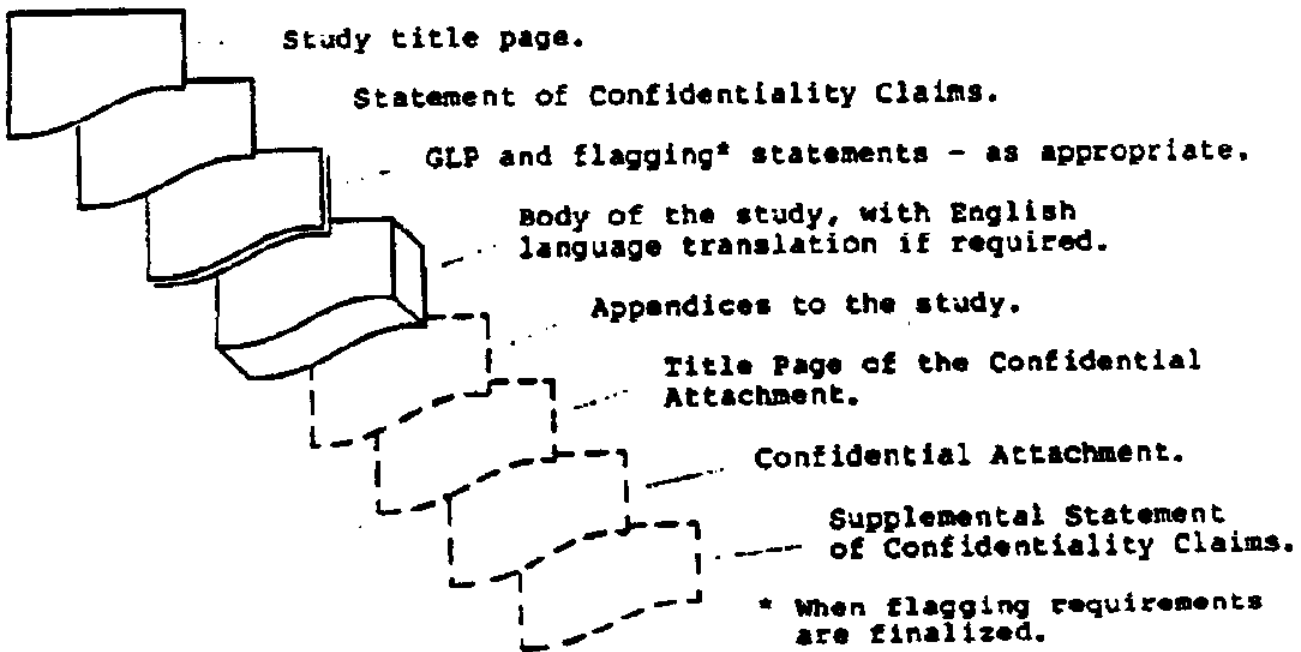 Study title page.
Statement of Confidentiality Claims.
GLP and flagging* statements - as appropriate.
Body of the study, with English
language translation if required.
Appendices to the study.
Title Page of the Confidential
Attachment.
Confidential Attachment.
Supplemental Statement
of Confidentiality Claims.
* When flagging requirements
are finalized.